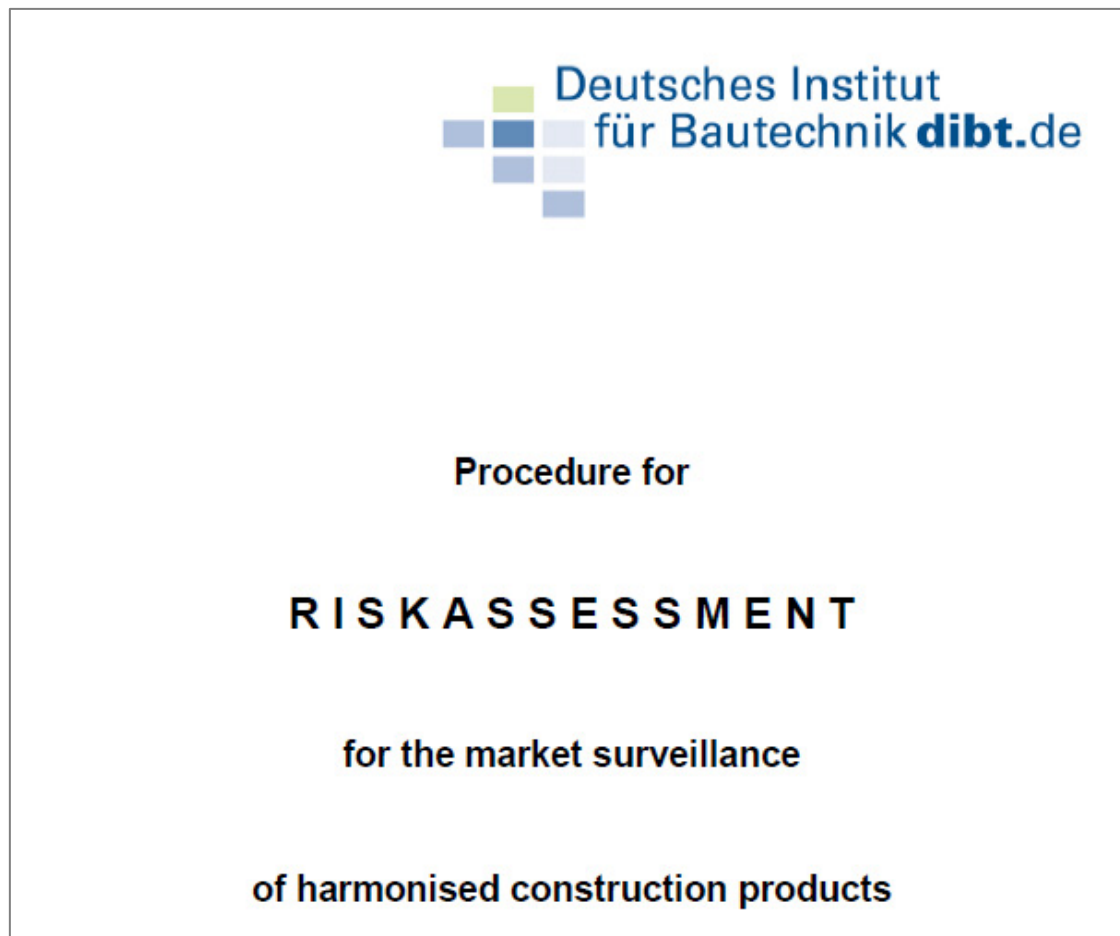 Deutsches Institut
für Bautechnik dibt.de
Procedure for
R I S K A S S E S S M E N T
for the market surveillance
of harmonised construction products